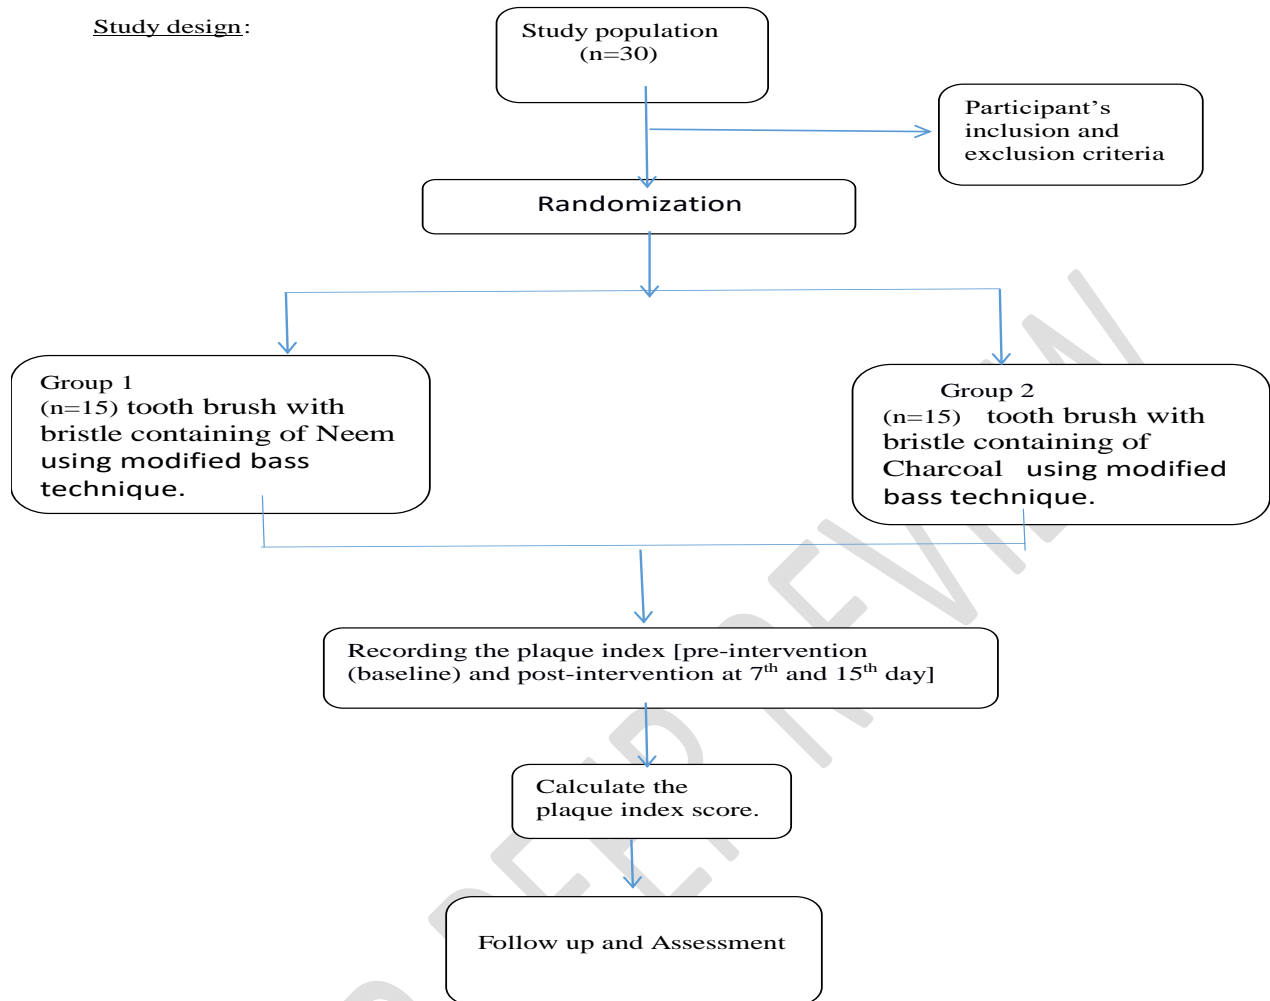 Study design:
Study population
(n=30)
Participant's
inclusion and
exclusion criteria
Randomization
Group 1
(n=15) tooth brush with
bristle containing of Neem
using modified bass
technique.
Group 2
(n=15) tooth brush with
bristle containing of
Charcoal using modified
bass technique.
Recording the plaque index [pre-intervention
(baseline) and post-intervention at 7th and 15th day]
Calculate the
plaque index score.
Follow up and Assessment
PEER REVIEW